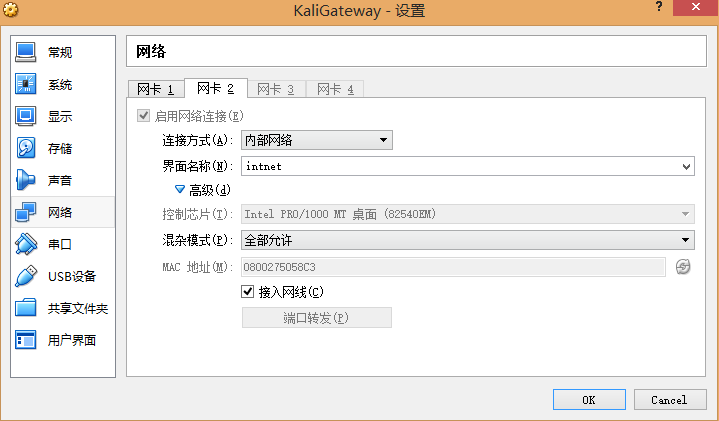 KaliGateway - 设置
?
常规
系统
显示
存储
声音
网络
串口
USB设备
共享文件夹
用户界面
网络
网卡 1 网卡 2 网卡 3 网卡 4
启用网络连接(E)
连接方式(A): 内部网络
界面名称(N): intnet
高级(d)
控制芯片(T): Intel PRO/1000 MT 桌面 (82540EM)
混杂模式(P): 全部允许
MAC 地址(M): 0800275058C3
接入网线(C)
端口转发(P)
OK Cancel